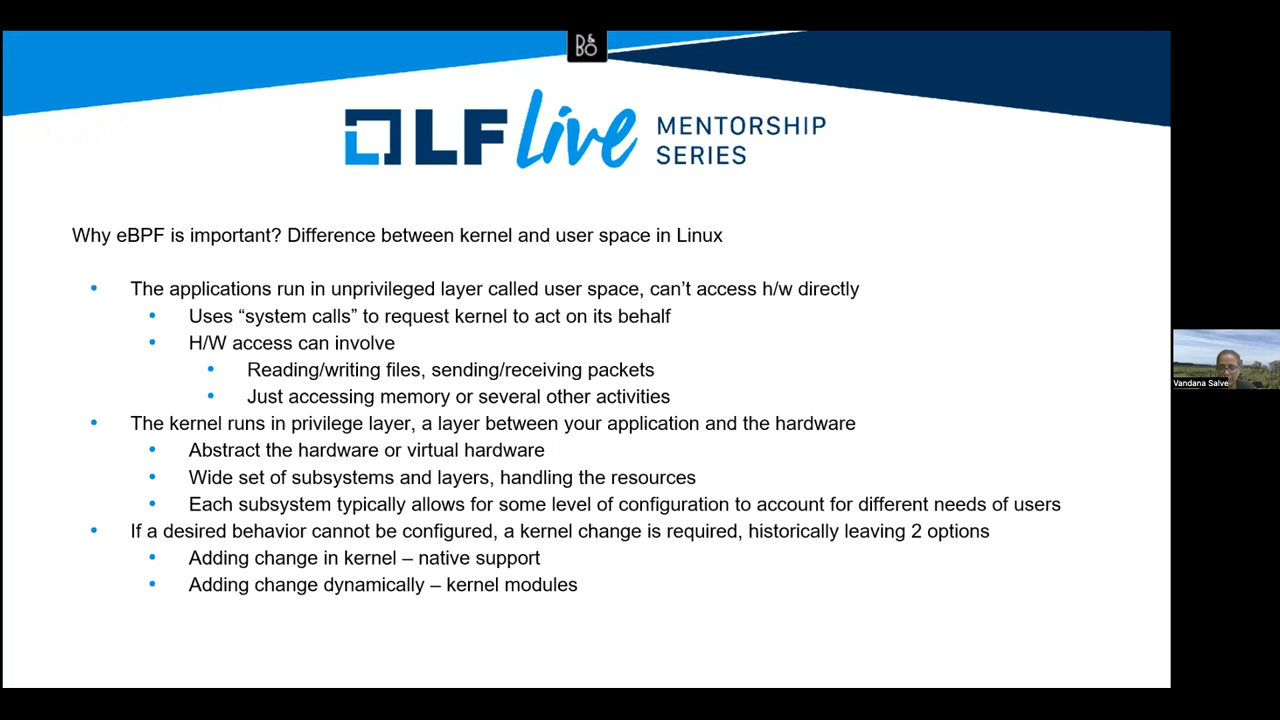 B&O
LF Live MENTORSHIP
SERIES
Why eBPF is important? Difference between kernel and user space in Linux
• The applications run in unprivileged layer called user space, can’t access h/w directly
• Uses “system calls” to request kernel to act on its behalf
• H/W access can involve
• Reading/writing files, sending/receiving packets
• Just accessing memory or several other activities
• The kernel runs in privilege layer, a layer between your application and the hardware
• Abstract the hardware or virtual hardware
• Wide set of subsystems and layers, handling the resources
• Each subsystem typically allows for some level of configuration to account for different needs of users
• If a desired behavior cannot be configured, a kernel change is required, historically leaving 2 options
• Adding change in kernel – native support
• Adding change dynamically – kernel modules
Vandana Salve